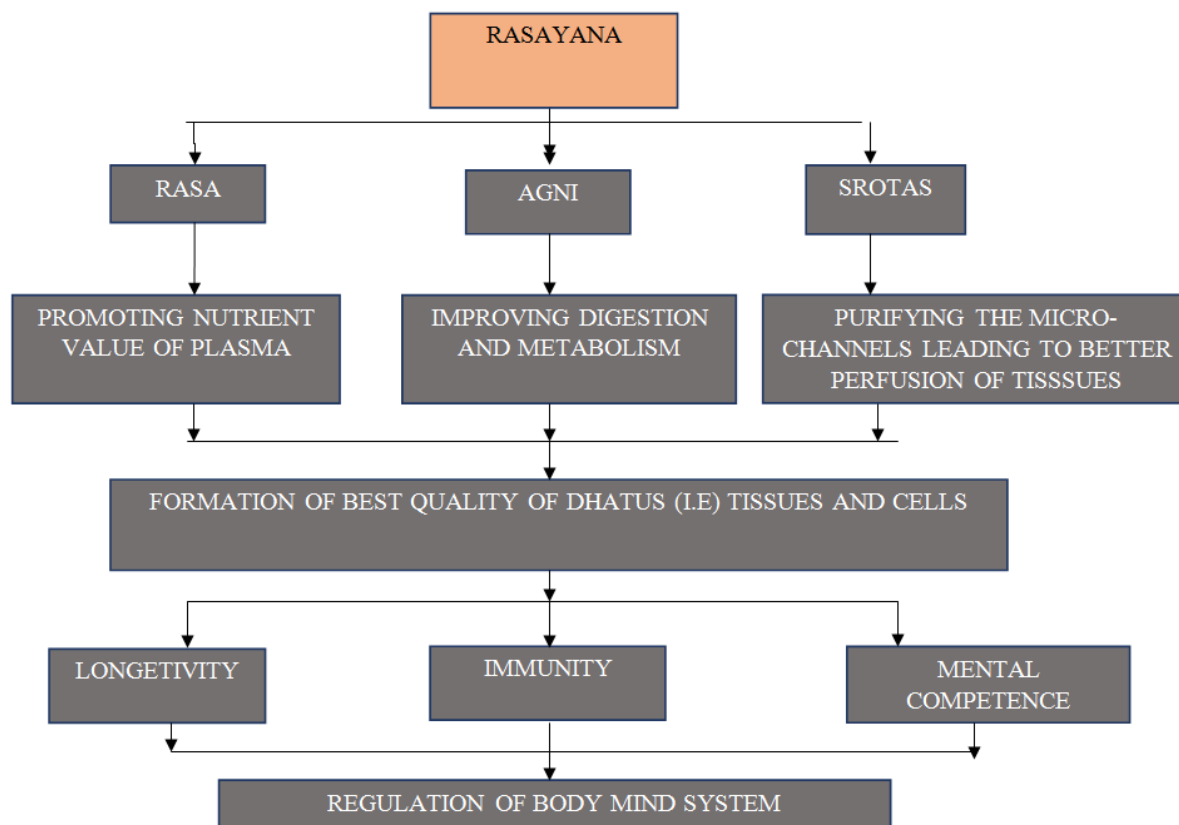 RASAYANA
RASA
AGNI
SROTAS
PROMOTING NUTRIENT
VALUE OF PLASMA
IMPROVING DIGESTION
AND METABOLISM
PURIFYING THE MICRO-
CHANNELS LEADING TO BETTER
PERFUSION OF TISSSUES
FORMATION OF BEST QUALITY OF DHATUS (I.E) TISSUES AND CELLS
LONGETIVITY
IMMUNITY
MENTAL
COMPETENCE
REGULATION OF BODY MIND SYSTEM